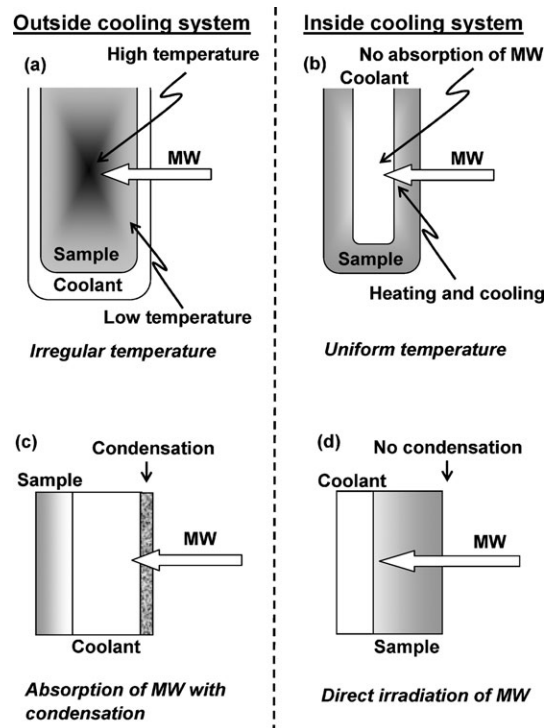 Outside cooling system
(a)
High temperature
MW
Sample
Coolant
Low temperature
Irregular temperature
Inside cooling system
(b)
No absorption of MW
Coolant
MW
Sample
Heating and cooling
Uniform temperature
(c)
Condensation
Sample
MW
Coolant
Absorption of MW with
condensation
(d)
No condensation
Coolant
MW
Sample
Direct irradiation of MW